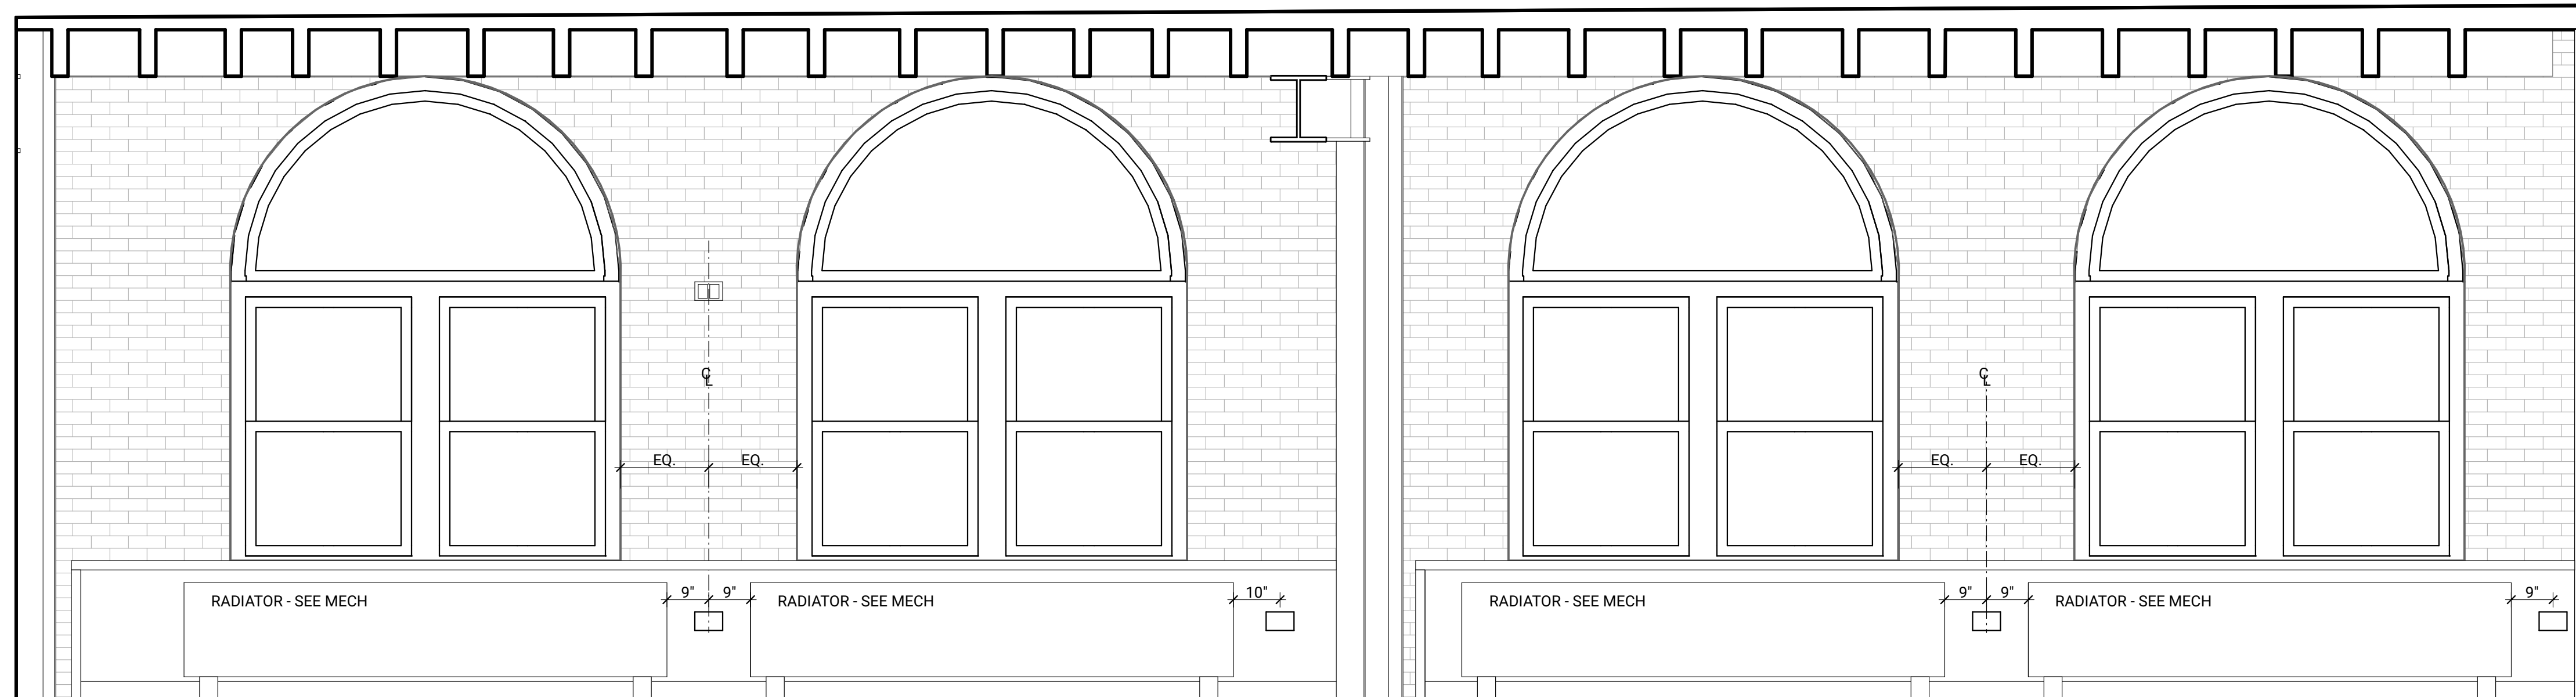 ℄
℄
EQ. EQ.
EQ. EQ.
9" 9" 10" 9" 9" 9"
RADIATOR - SEE MECH RADIATOR - SEE MECH RADIATOR - SEE MECH RADIATOR - SEE MECH